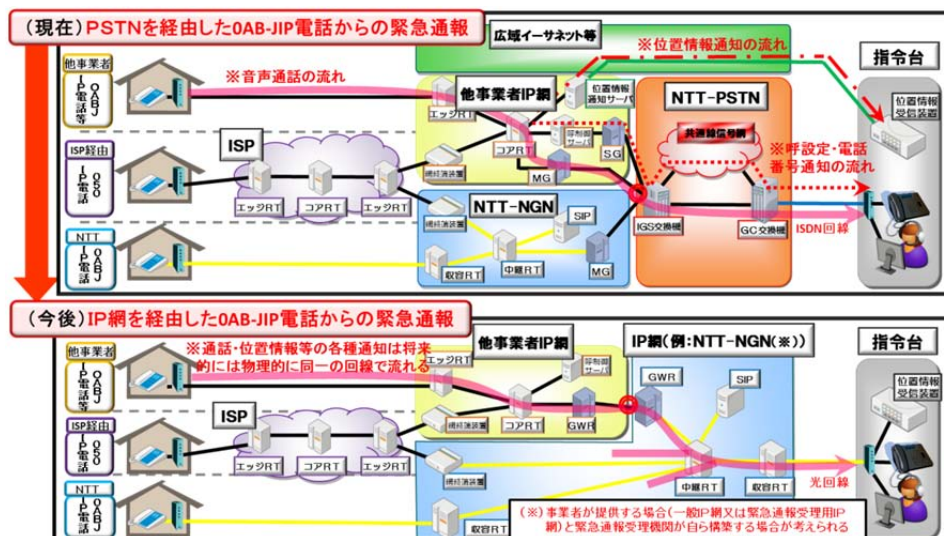 (現在)PSTNを経由した0AB-JIP電話からの緊急通報
広域イーサネット等
※位置情報通知の流れ
指令台
他事業者
0ABJ
IP電話等
※音声通話の流れ
他事業者IP網
位置情報
通知サーバ
NTT-PSTN
位置情報
受信装置
エッジRT
呼制御
サーバ
コアRT
SG
共通線信号網
※呼設定・電話
番号通知の流れ
ISP経由
050
IP電話
ISP
MG
エッジRT
コアRT
エッジRT
NTT-NGN
SIP
網終端装置
IGS交換機
GC交換機
ISDN回線
NTT
0ABJ
IP電話
収容RT
中継RT
MG
(今後)IP網を経由した0AB-JIP電話からの緊急通報
他事業者
0ABJ
IP電話等
※通話・位置情報等の各種通知は将来
的には物理的に同一の回線で流れる
他事業者IP網
IP網(例:NTT-NGN(※))
指令台
エッジRT
呼制御
サーバ
GWR
SIP
位置情報
受信装置
ISP経由
050
IP電話
ISP
網終端装置
コアRT
GWR
エッジRT
コアRT
エッジRT
網終端装置
中継RT
収容RT
光回線
NTT
0ABJ
IP電話
収容RT
(※)事業者が提供する場合(一般IP網又は緊急通報受理用IP
網)と緊急通報受理機関が自ら構築する場合が考えられる